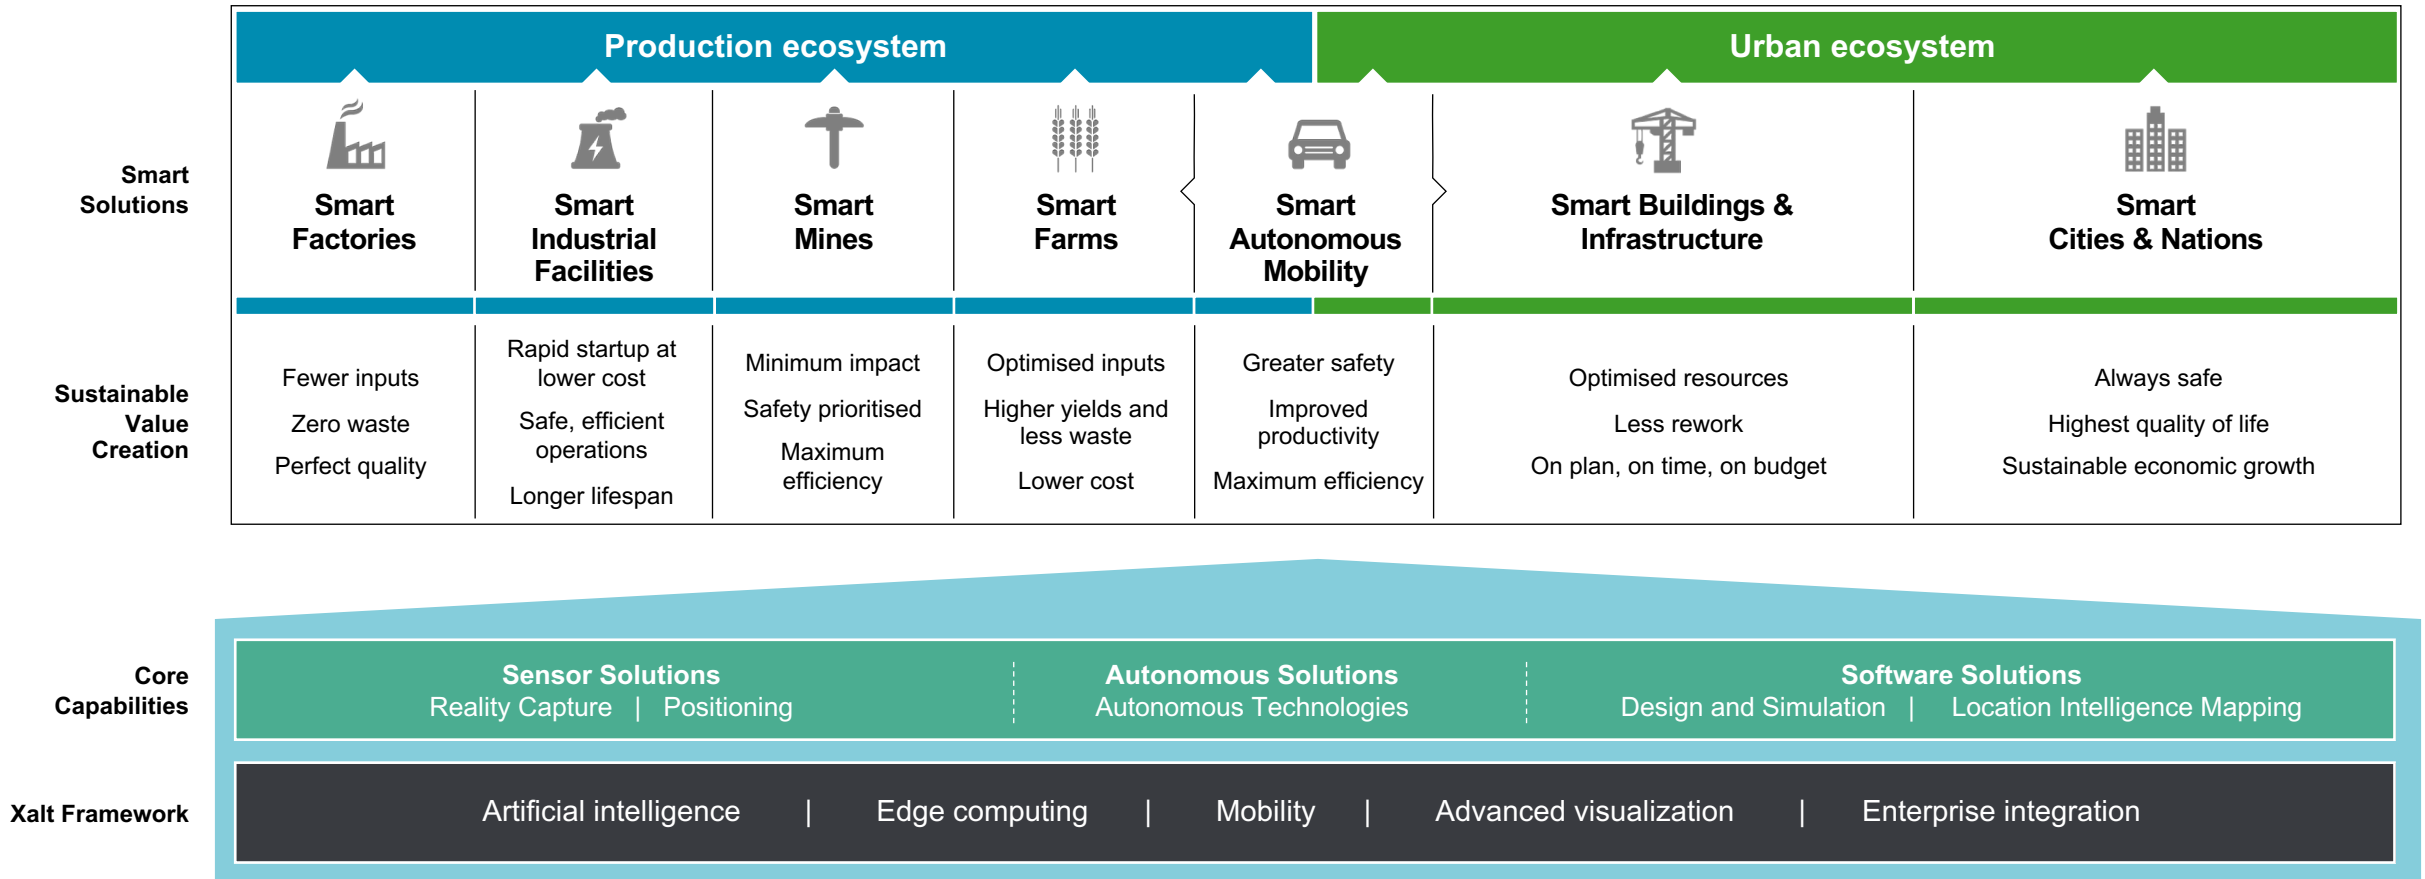 Production ecosystem
Urban ecosystem
Smart
Solutions
Smart
Factories
Smart
Industrial
Facilities
Smart
Mines
Smart
Farms
Smart
Autonomous
Mobility
Smart Buildings &
Infrastructure
Smart
Cities & Nations
Sustainable
Value
Creation
Fewer inputs
Zero waste
Perfect quality
Rapid startup at
lower cost
Safe, efficient
operations
Longer lifespan
Minimum impact
Safety prioritised
Maximum
efficiency
Optimised inputs
Higher yields and
less waste
Lower cost
Greater safety
Improved
productivity
Maximum efficiency
Optimised resources
Less rework
On plan, on time, on budget
Always safe
Highest quality of life
Sustainable economic growth
Core
Capabilities
Sensor Solutions
Reality Capture | Positioning
Autonomous Solutions
Autonomous Technologies
Software Solutions
Design and Simulation | Location Intelligence Mapping
Xalt Framework
Artificial intelligence | Edge computing | Mobility | Advanced visualization | Enterprise integration